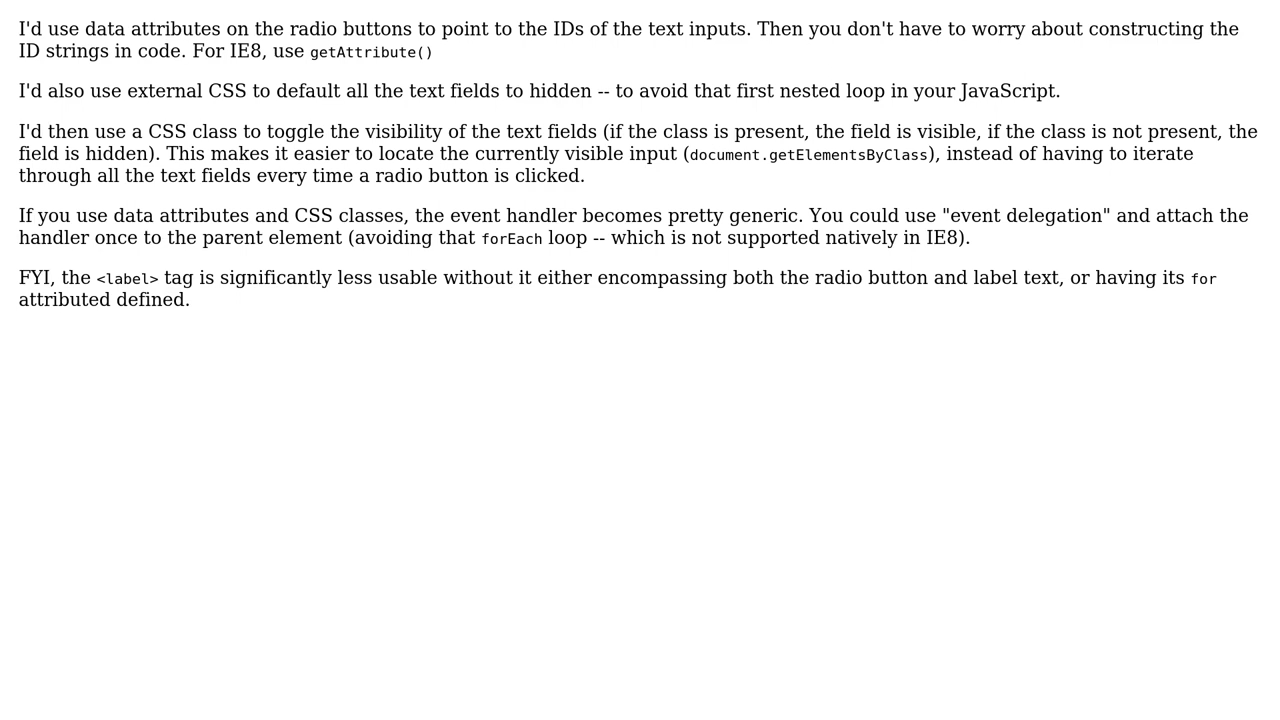 I'd use data attributes on the radio buttons to point to the IDs of the text inputs. Then you don't have to worry about constructing the
ID strings in code. For IE8, use getAttribute()
I'd also use external CSS to default all the text fields to hidden -- to avoid that first nested loop in your JavaScript.
I'd then use a CSS class to toggle the visibility of the text fields (if the class is present, the field is visible, if the class is not present, the
field is hidden). This makes it easier to locate the currently visible input (document.getElementsByClass), instead of having to iterate
through all the text fields every time a radio button is clicked.
If you use data attributes and CSS classes, the event handler becomes pretty generic. You could use "event delegation" and attach the
handler once to the parent element (avoiding that forEach loop -- which is not supported natively in IE8).
FYI, the <label> tag is significantly less usable without it either encompassing both the radio button and label text, or having its for
attributed defined.